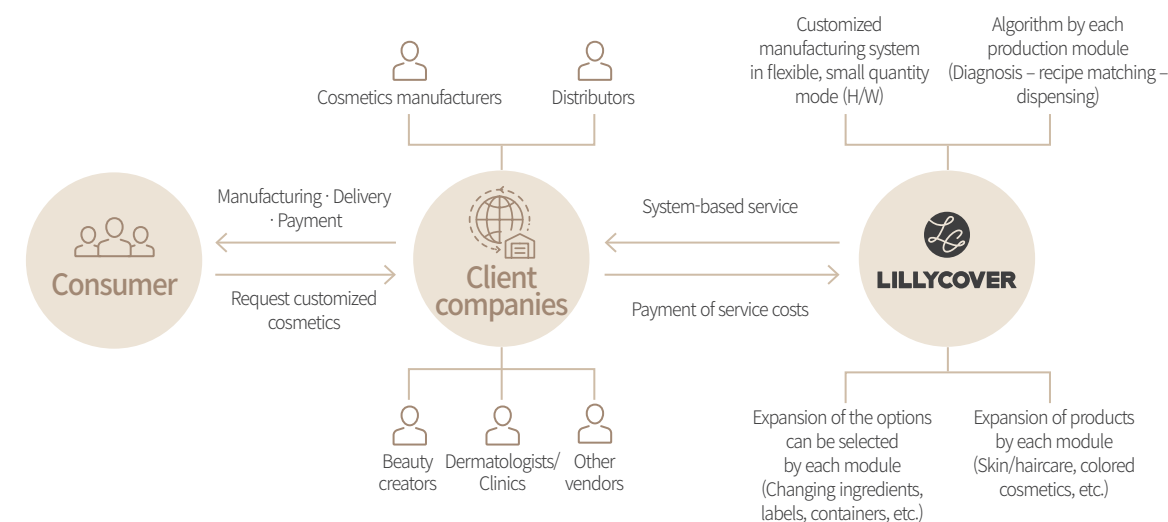 Customized
manufacturing system
in flexible, small quantity
mode (H/W)
Algorithm by each
production module
(Diagnosis – recipe matching –
dispensing)
Cosmetics manufacturers
Distributors
Manufacturing · Delivery
· Payment
Consumer
Request customized
cosmetics
Client
companies
System-based service
Payment of service costs
LC
LILLYCOVER
Beauty
creators
Dermatologists/
Clinics
Other
vendors
Expansion of the options
can be selected
by each module
(Changing ingredients,
labels, containers, etc.)
Expansion of products
by each module
(Skin/haircare, colored
cosmetics, etc.)